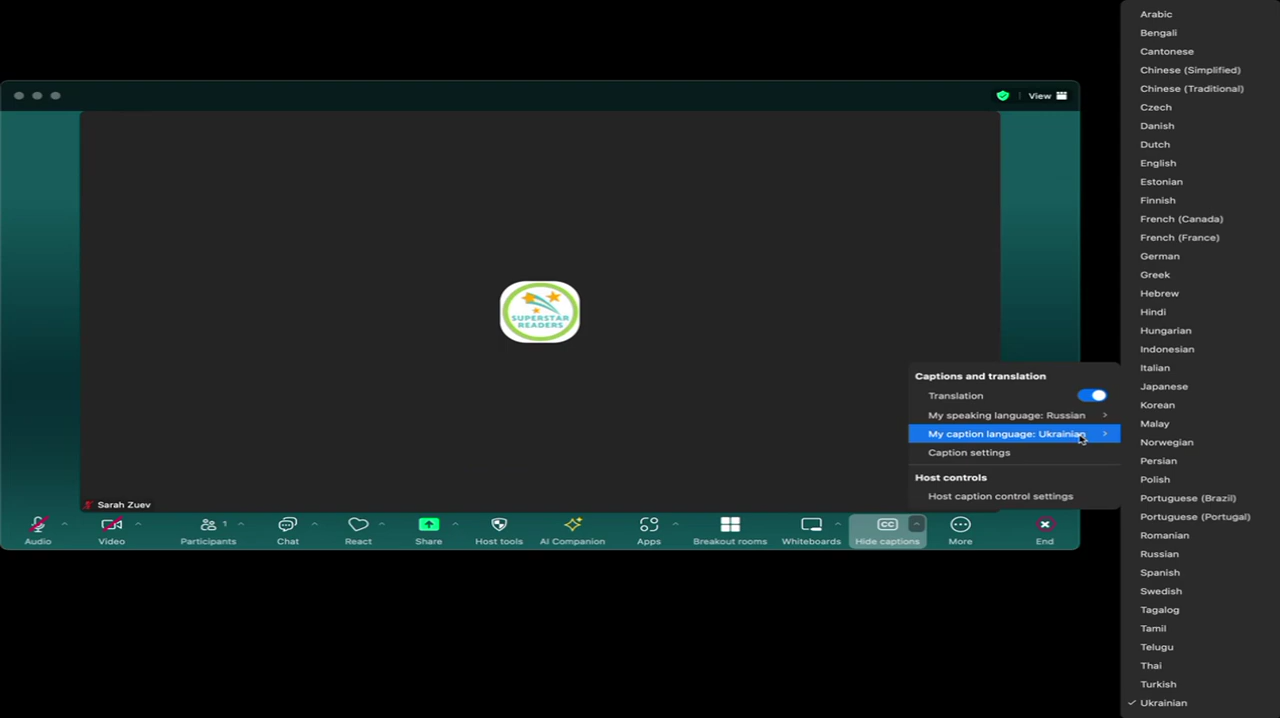 View
SUPERSTAR
READERS
Sarah Zuev
Captions and translation
Translation
My speaking language: Russian
My caption language: Ukrainian
Caption settings
Host controls
Host caption control settings
Audio
Video
1
Participants
Chat
React
Share
Host tools
AI Companion
Apps
Breakout rooms
Whiteboards
CC
Hide captions
More
End
Arabic
Bengali
Cantonese
Chinese (Simplified)
Chinese (Traditional)
Czech
Danish
Dutch
English
Estonian
Finnish
French (Canada)
French (France)
German
Greek
Hebrew
Hindi
Hungarian
Indonesian
Italian
Japanese
Korean
Malay
Norwegian
Persian
Polish
Portuguese (Brazil)
Portuguese (Portugal)
Romanian
Russian
Spanish
Swedish
Tagalog
Tamil
Telugu
Thai
Turkish
Ukrainian